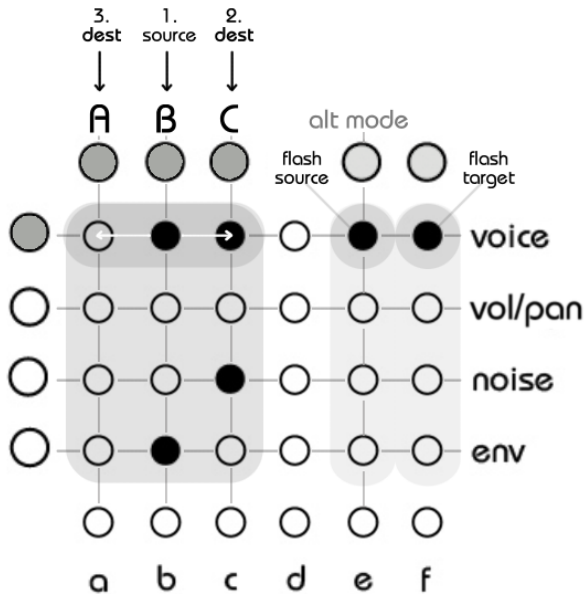 3. 1. 2.
dest source dest
A B C
alt mode
flash source
flash target
voice
vol/pan
noise
env
a b c d e f